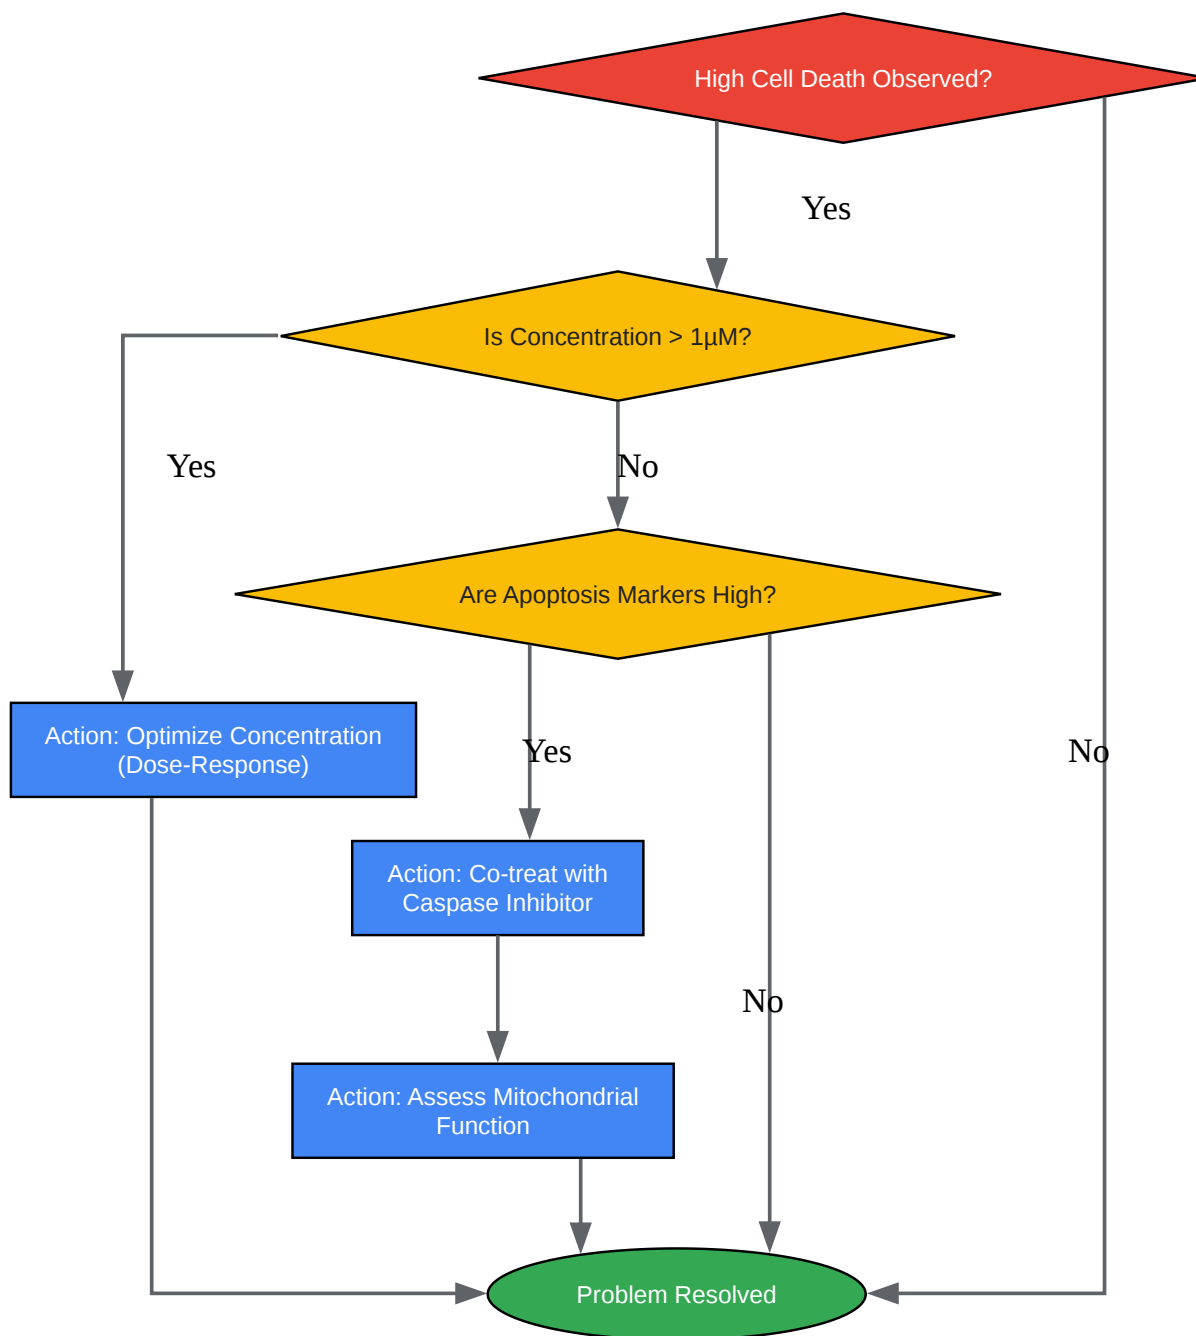 High Cell Death Observed?
Yes
Is Concentration > 1µM?
Yes
No
Are Apoptosis Markers High?
Action: Optimize Concentration
(Dose-Response)
Yes
No
Action: Co-treat with
Caspase Inhibitor
No
Action: Assess Mitochondrial
Function
Problem Resolved